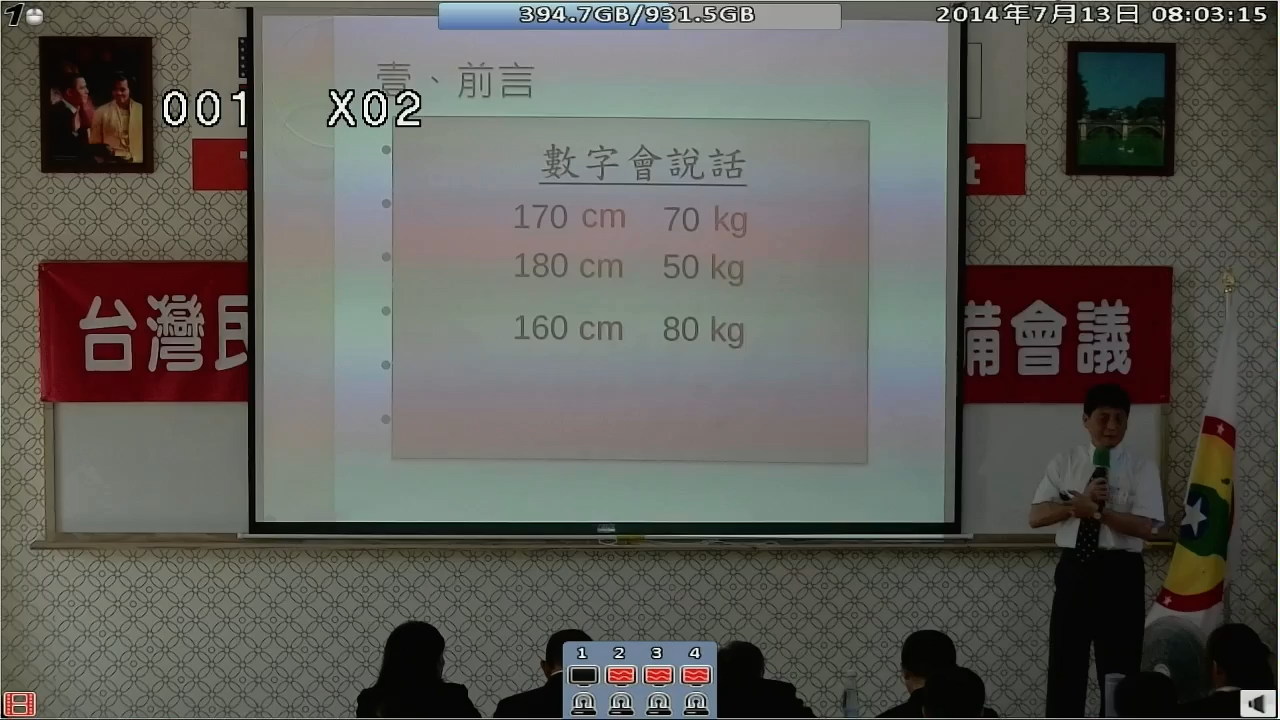 1
394.7GB/931.5GB
2014年7月13日 08:03:15
壹、前言
001 X02
數字會說話
170 cm 70 kg
180 cm 50 kg
160 cm 80 kg
t
台灣民
備會議
1 2 3 4